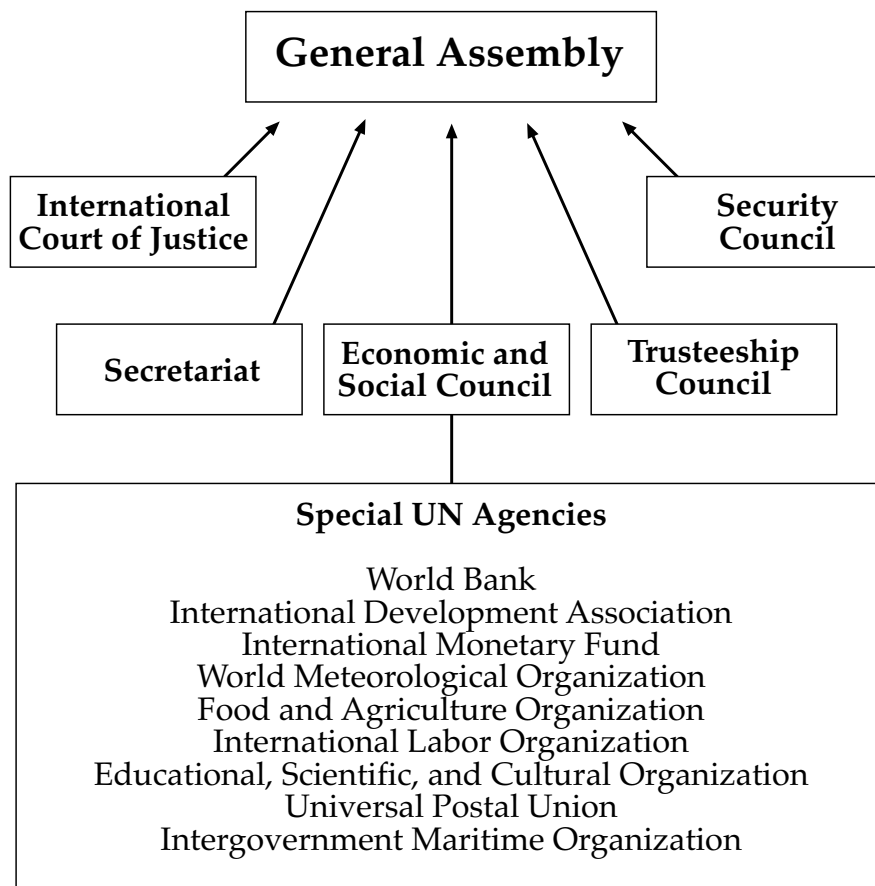 General Assembly
International
Court of Justice
Security
Council
Secretariat
Economic and
Social Council
Trusteeship
Council
Special UN Agencies
World Bank
International Development Association
International Monetary Fund
World Meteorological Organization
Food and Agriculture Organization
International Labor Organization
Educational, Scientific, and Cultural Organization
Universal Postal Union
Intergovernment Maritime Organization